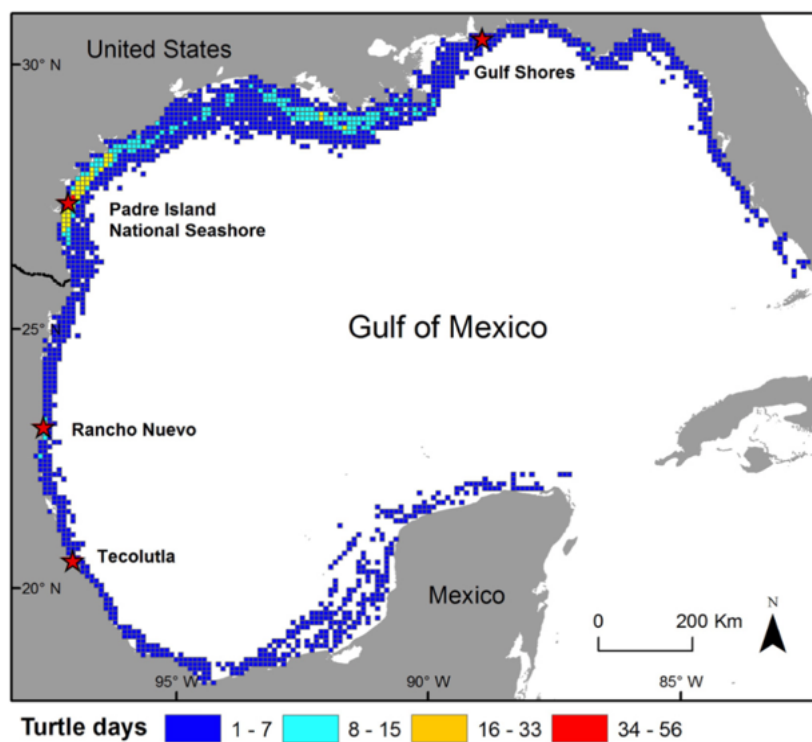 United States
30° N
Gulf Shores
Padre Island
National Seashore
Gulf of Mexico
25° N
Rancho Nuevo
Tecolutla
20° N
Mexico
0 200 Km
N
95° W 90° W 85° W
Turtle days 1 - 7 8 - 15 16 - 33 34 - 56